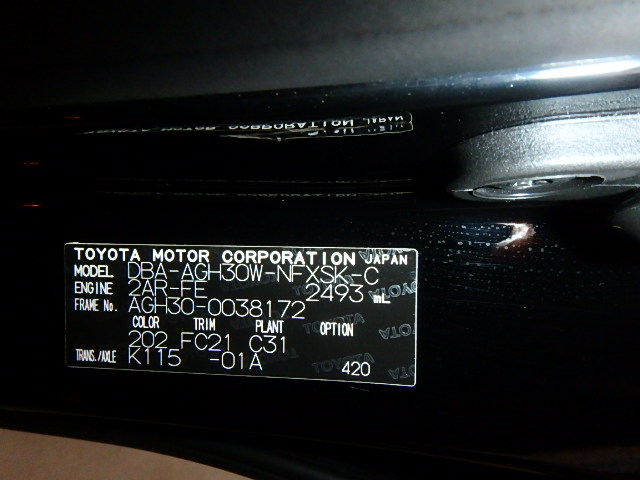 TOYOTA MOTOR CORPORATION JAPAN
MODEL DBA-AGH30W-NFXSK-C
ENGINE 2AR-FE 2493 mL
FRAME No. AGH30-0038172
COLOR TRIM PLANT OPTION
202 FC21 C31
TRANS./AXLE K115 -01A 420